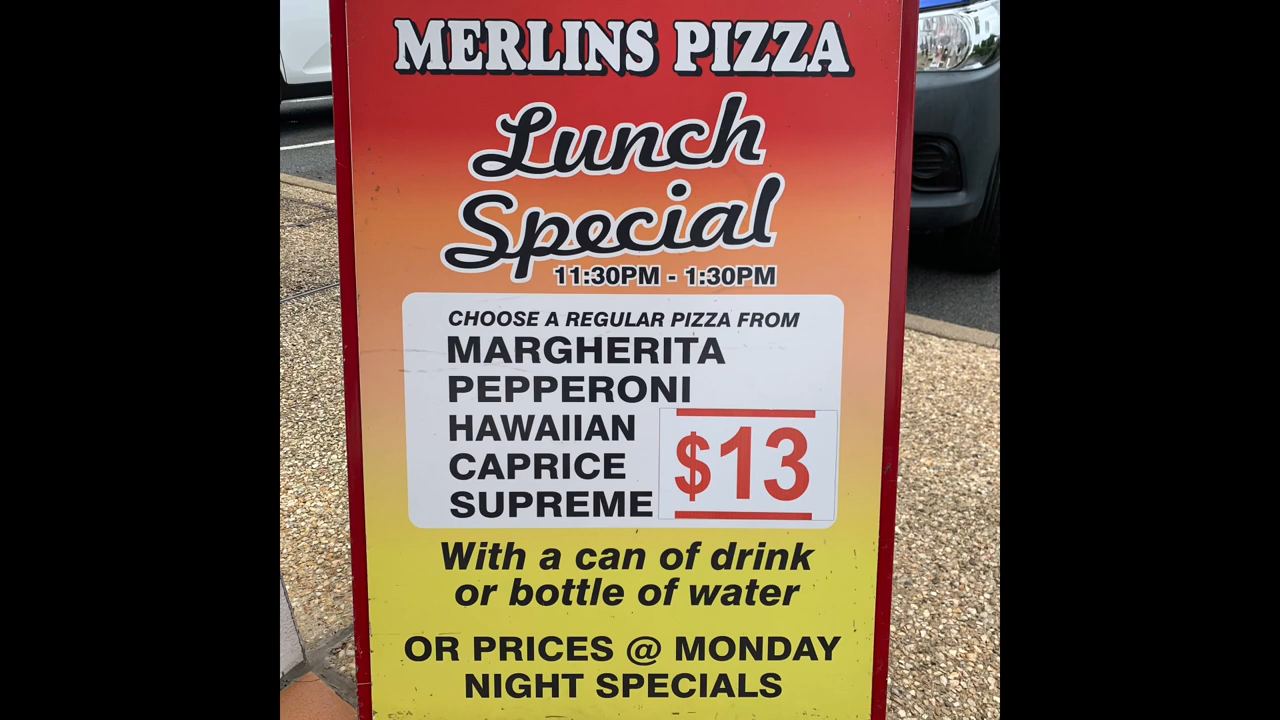 MERLINS PIZZA
Lunch
Special
11:30PM - 1:30PM
CHOOSE A REGULAR PIZZA FROM
MARGHERITA
PEPPERONI
HAWAIIAN
CAPRICE
SUPREME
$13
With a can of drink
or bottle of water
OR PRICES @ MONDAY
NIGHT SPECIALS